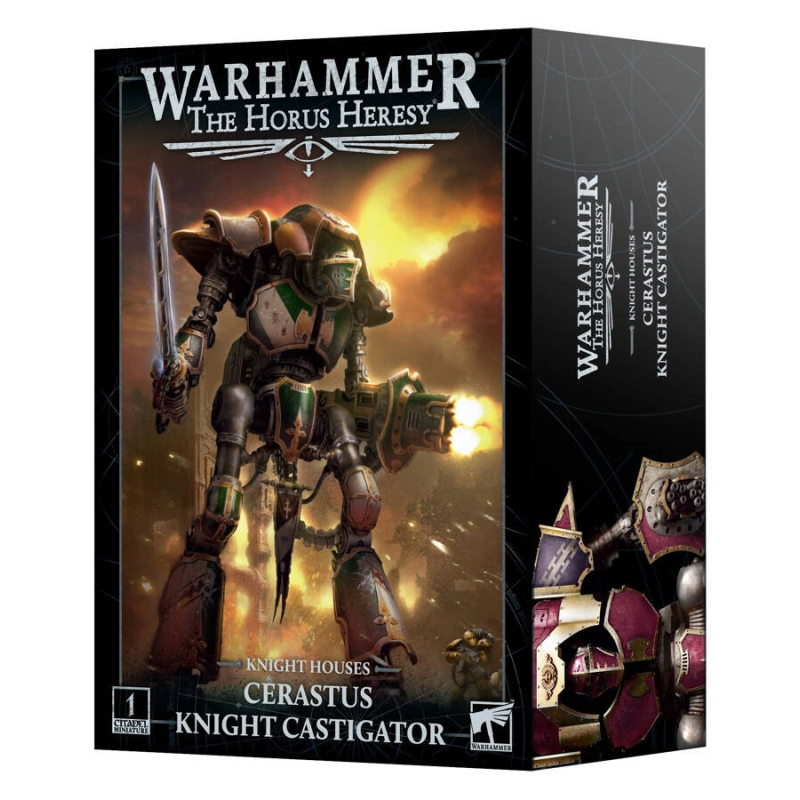 WARHAMMER
THE HORUS HERESY
KNIGHT HOUSES
CERASTUS
KNIGHT CASTIGATOR
1
CITADEL
MINIATURE
WARHAMMER
WARHAMMER
THE HORUS HERESY
KNIGHT HOUSES
CERASTUS
KNIGHT CASTIGATOR